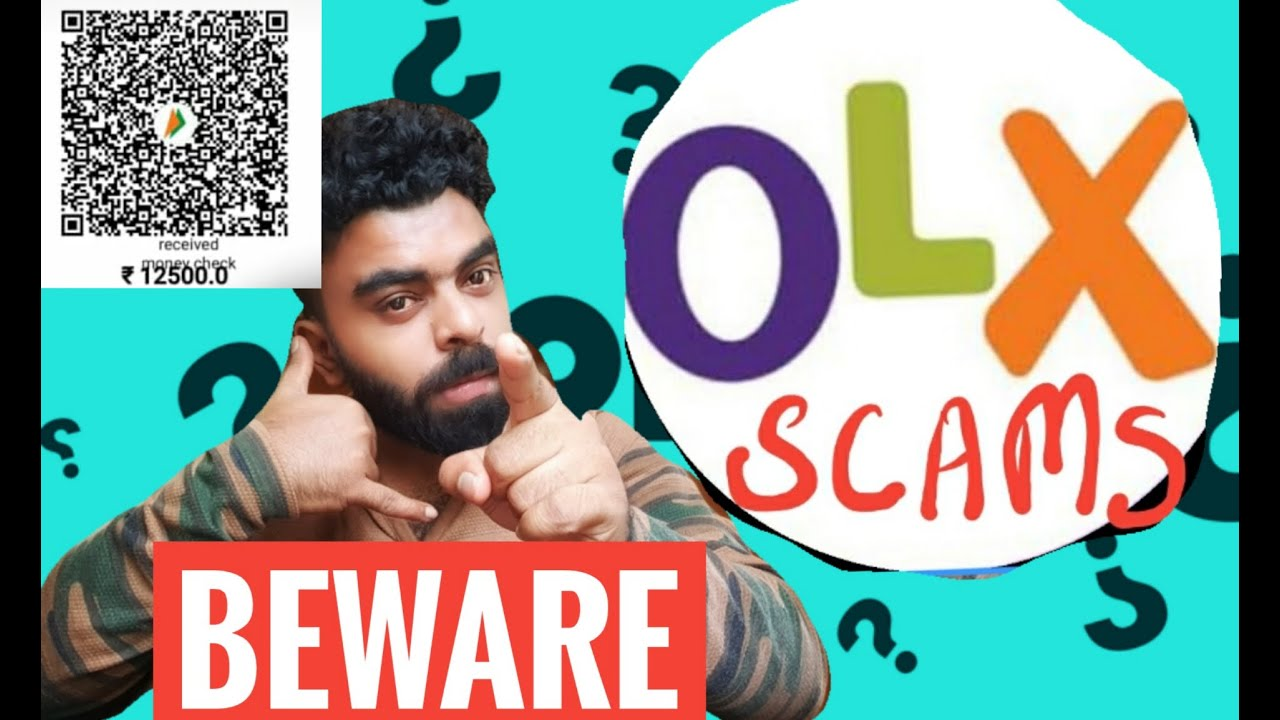 received
money check
₹ 12500.0
OLX
SCAMS
BEWARE